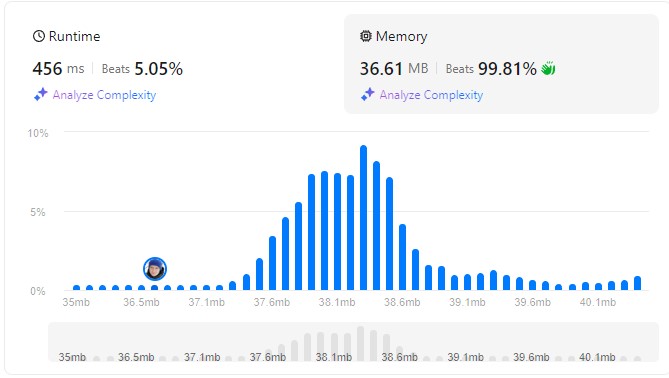 Runtime
456 ms | Beats 5.05%
Analyze Complexity
Memory
36.61 MB | Beats 99.81%
Analyze Complexity
10%
5%
0%
35mb 36.5mb 37.1mb 37.6mb 38.1mb 38.6mb 39.1mb 39.6mb 40.1mb
35mb 36.5mb 37.1mb 37.6mb 38.1mb 38.6mb 39.1mb 39.6mb 40.1mb